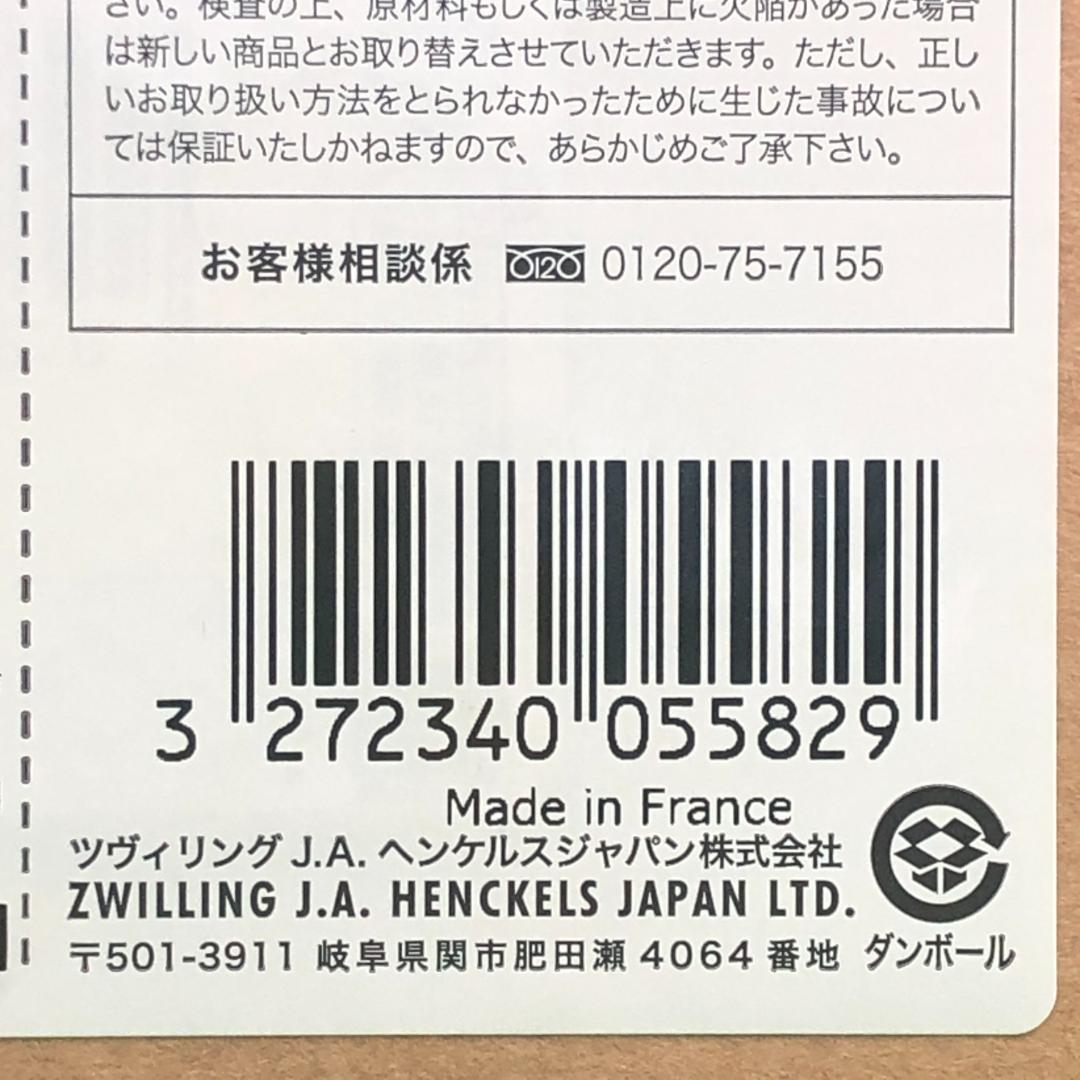 さい。検査の上、原材料もしくは製造上に欠陥があった場合
は新しい商品とお取り替えさせていただきます。ただし、正し
いお取り扱い方法をとられなかったために生じた事故につい
ては保証いたしかねますので、あらかじめご了承下さい。
お客様相談係 0120 0120-75-7155
3 272340 055829
Made in France
ツヴィリング J.A. ヘンケルスジャパン株式会社
ZWILLING J.A. HENCKELS JAPAN LTD.
〒501-3911 岐阜県関市肥田瀬 4064 番地 ダンボール